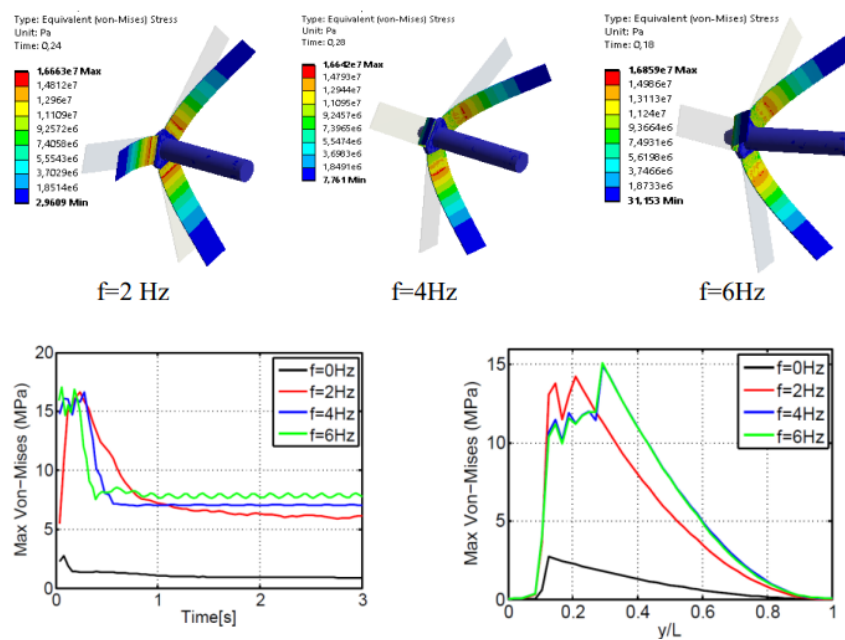 Type: Equivalent (von-Mises) Stress
Unit: Pa
Time: 0,24
1,6663e7 Max
1,4812e7
1,296e7
1,1109e7
9,2572e6
7,4058e6
5,5543e6
3,7029e6
1,8514e6
2,9609 Min
f=2 Hz
Type: Equivalent (von-Mises) Stress
Unit: Pa
Time: 0,28
1,6642e7 Max
1,4793e7
1,2944e7
1,1095e7
9,2457e6
7,3965e6
5,5474e6
3,6983e6
1,8491e6
7,761 Min
f=4Hz
Type: Equivalent (von-Mises) Stress
Unit: Pa
Time: 0,18
1,6859e7 Max
1,4986e7
1,3113e7
1,124e7
9,3664e6
7,4931e6
5,6198e6
3,7466e6
1,8733e6
31,153 Min
f=6Hz
Max Von-Mises (MPa)
20
15
10
5
0
0
1
2
3
Time[s]
f=0Hz
f=2Hz
f=4Hz
f=6Hz
Max Von-Mises (MPa)
15
10
5
0
0
0.2
0.4
0.6
0.8
1
y/L
f=0Hz
f=2Hz
f=4Hz
f=6Hz